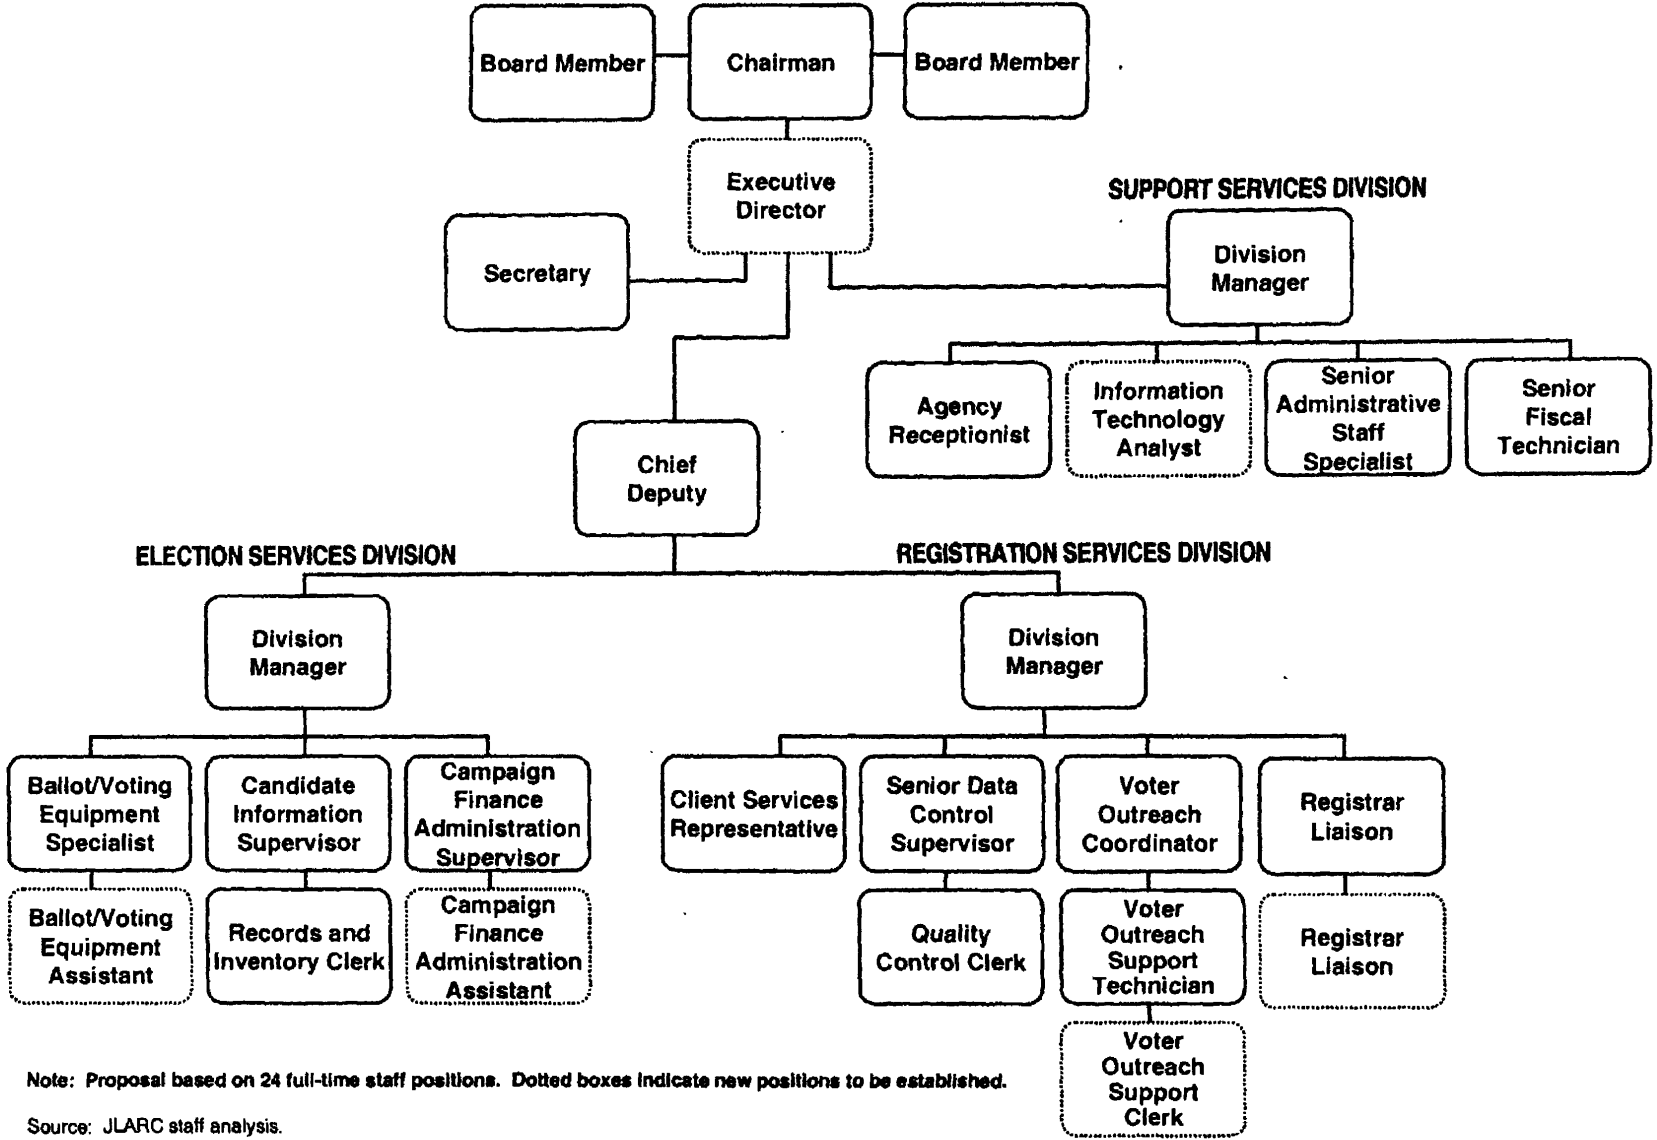 Board Member
Chairman
Board Member
Executive
Director
SUPPORT SERVICES DIVISION
Secretary
Division
Manager
Agency
Receptionist
Information
Technology
Analyst
Senior
Administrative
Staff
Specialist
Senior
Fiscal
Technician
Chief
Deputy
ELECTION SERVICES DIVISION
REGISTRATION SERVICES DIVISION
Division
Manager
Division
Manager
Ballot/Voting
Equipment
Specialist
Candidate
Information
Supervisor
Campaign
Finance
Administration
Supervisor
Client Services
Representative
Senior Data
Control
Supervisor
Voter
Outreach
Coordinator
Registrar
Liaison
Ballot/Voting
Equipment
Assistant
Records and
Inventory Clerk
Campaign
Finance
Administration
Assistant
Quality
Control Clerk
Voter
Outreach
Support
Technician
Registrar
Liaison
Voter
Outreach
Support
Clerk
Note: Proposal based on 24 full-time staff positions. Dotted boxes indicate new positions to be established.
Source: JLARC staff analysis.